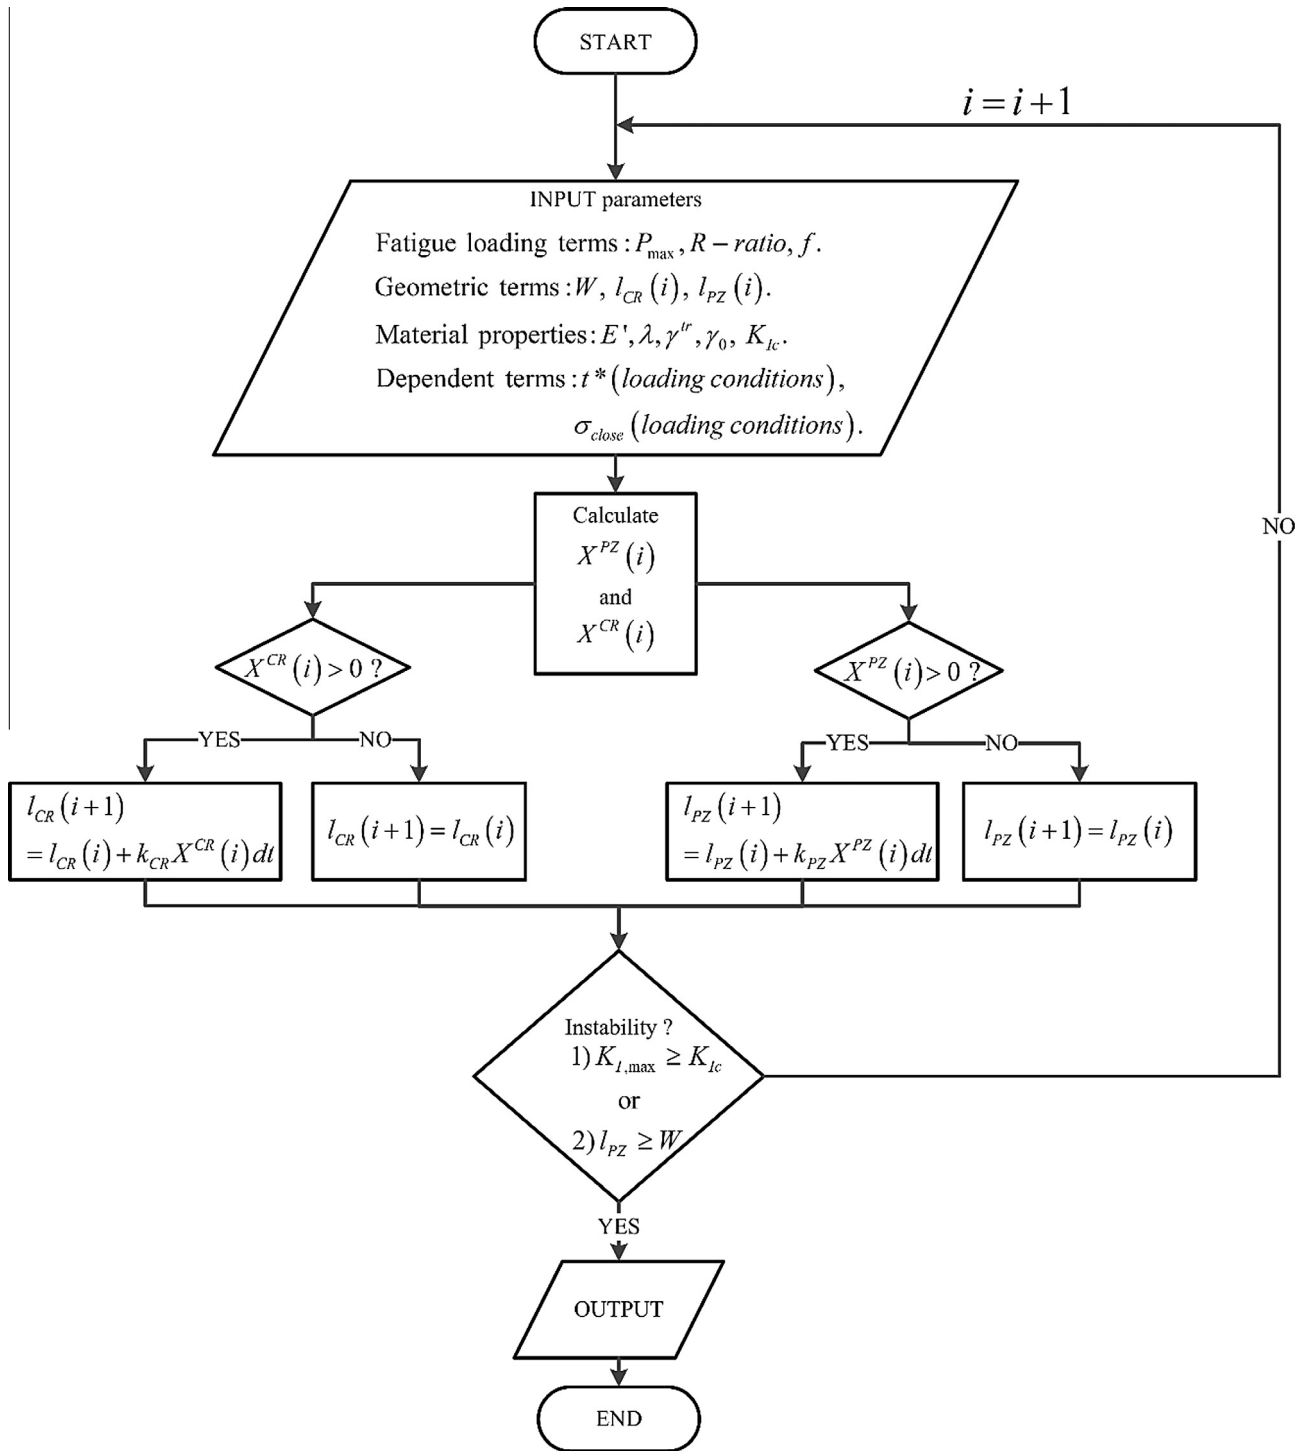 START
i = i + 1
INPUT parameters
Fatigue loading terms : P_max, R − ratio, f.
Geometric terms : W, l_CR (i), l_PZ (i).
Material properties : E', λ, γ^tr, γ_0, K_Ic.
Dependent terms : t * (loading conditions),
σ_close (loading conditions).
Calculate
X^PZ (i)
and
X^CR (i)
NO
X^CR (i) > 0 ?
X^PZ (i) > 0 ?
YES
NO
YES
NO
l_CR (i+1)
= l_CR (i) + k_CR X^CR (i) dt
l_CR (i+1) = l_CR (i)
l_PZ (i+1)
= l_PZ (i) + k_PZ X^PZ (i) dt
l_PZ (i+1) = l_PZ (i)
Instability ?
1) K_I,max ≥ K_Ic
or
2) l_PZ ≥ W
YES
OUTPUT
END